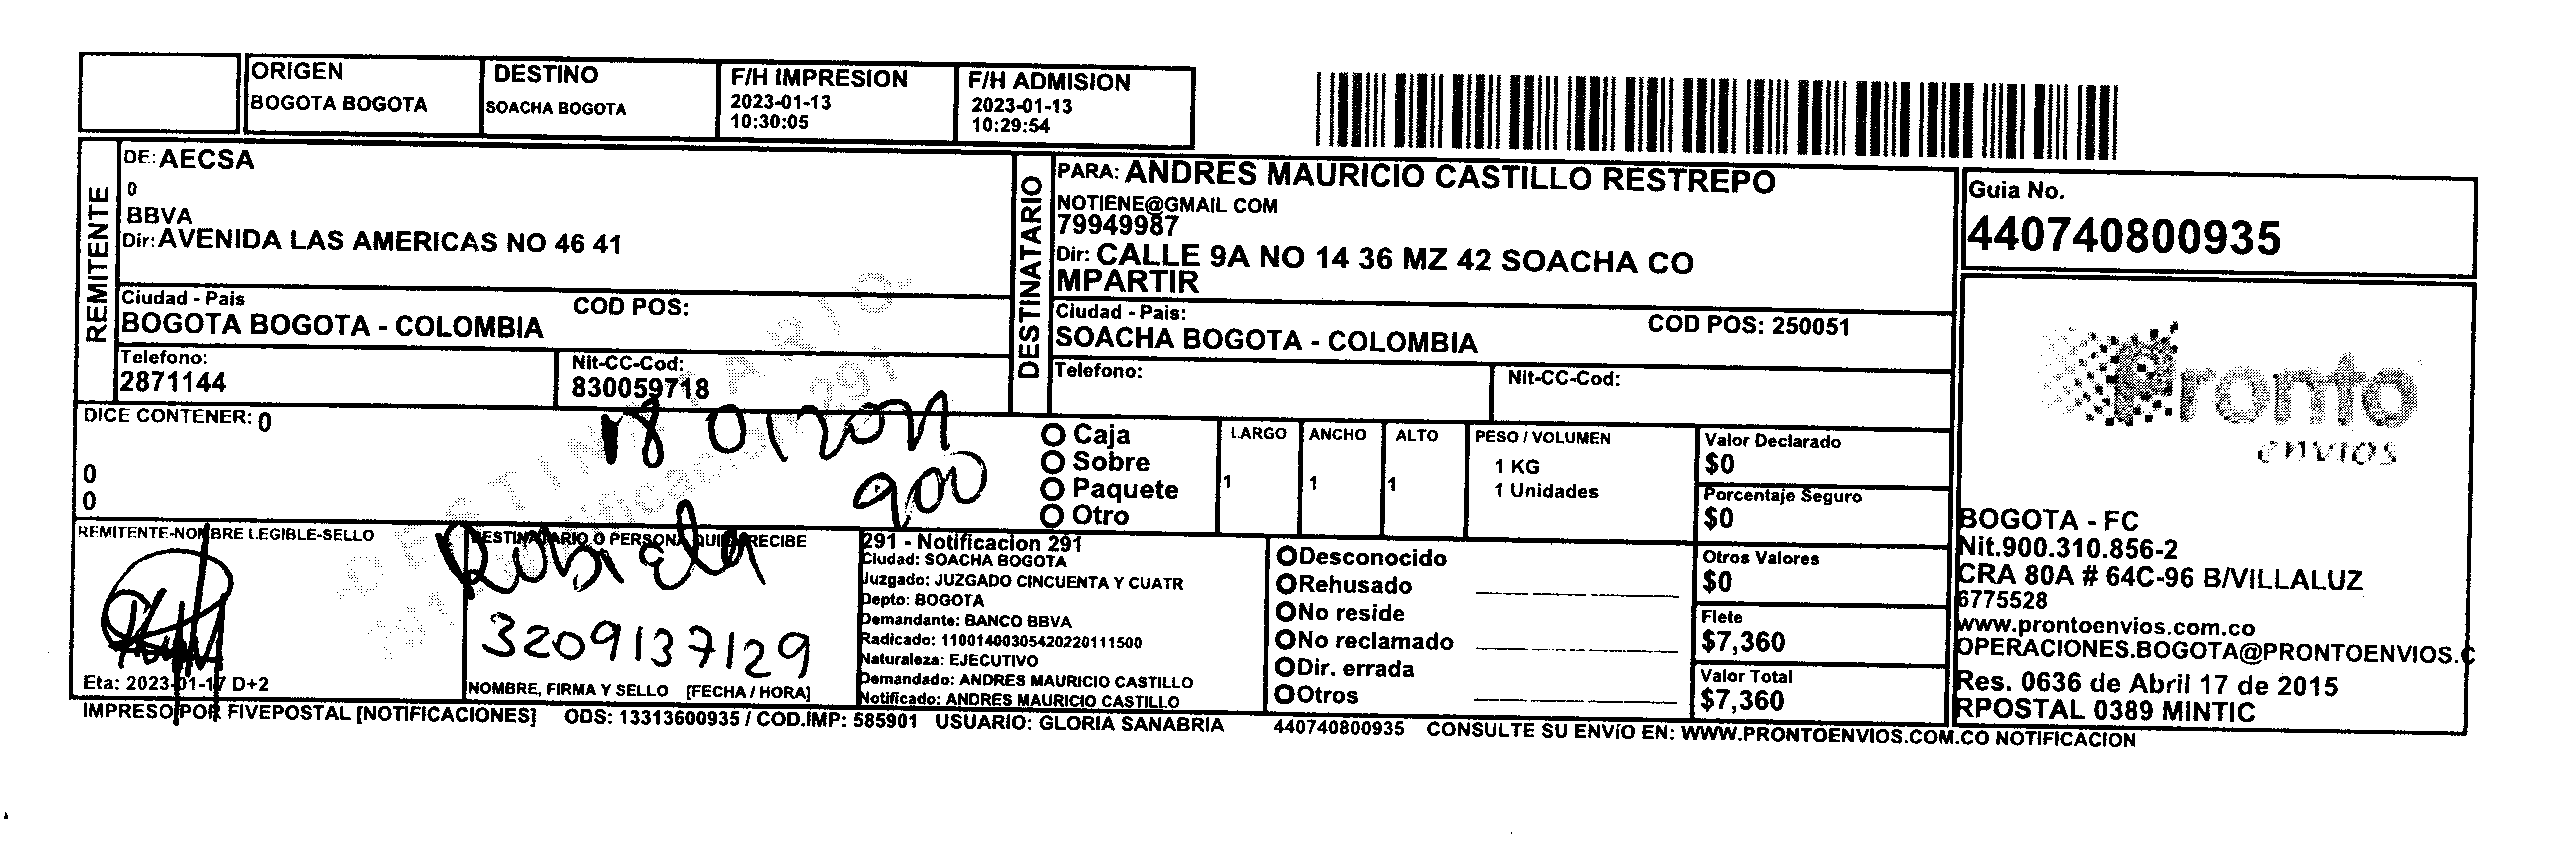 ORIGEN
BOGOTA BOGOTA
DESTINO
SOACHA BOGOTA
F/H IMPRESION
2023-01-13
10:30:05
F/H ADMISION
2023-01-13
10:29:54
REMITENTE
DE: AECSA
0
BBVA
Dir: AVENIDA LAS AMERICAS NO 46 41
Ciudad - Pais
COD POS:
BOGOTA BOGOTA - COLOMBIA
Telefono:
2871144
Nit-CC-Cod:
830059718
DESTINATARIO
PARA: ANDRES MAURICIO CASTILLO RESTREPO
NOTIENE@GMAIL COM
79949987
Dir: CALLE 9A NO 14 36 MZ 42 SOACHA CO
MPARTIR
Ciudad - Pais:
COD POS: 250051
SOACHA BOGOTA - COLOMBIA
Telefono:
Nit-CC-Cod:
Guia No.
440740800935
Pronto
envios
BOGOTA - FC
Nit.900.310.856-2
CRA 80A # 64C-96 B/VILLALUZ
6775528
www.prontoenvios.com.co
OPERACIONES.BOGOTA@PRONTOENVIOS.C
Res. 0636 de Abril 17 de 2015
RPOSTAL 0389 MINTIC
DICE CONTENER: 0
0
0
900
Caja
Sobre
Paquete
Otro
LARGO
1
ANCHO
1
ALTO
1
PESO / VOLUMEN
1 KG
1 Unidades
Valor Declarado
$0
Porcentaje Seguro
$0
Otros Valores
$0
Flete
$7,360
Valor Total
$7,360
REMITENTE-NOMBRE LEGIBLE-SELLO
Eta: 2023-01-17 D+2
DESTINATARIO O PERSONA QUIEN RECIBE
3209137129
NOMBRE, FIRMA Y SELLO [FECHA / HORA]
291 - Notificacion 291
Ciudad: SOACHA BOGOTA
Juzgado: JUZGADO CINCUENTA Y CUATR
Depto: BOGOTA
Demandante: BANCO BBVA
Radicado: 11001400305420220111500
Naturaleza: EJECUTIVO
Demandado: ANDRES MAURICIO CASTILLO
Notificado: ANDRES MAURICIO CASTILLO
Desconocido
Rehusado
No reside
No reclamado
Dir. errada
Otros
IMPRESO POR FIVEPOSTAL [NOTIFICACIONES] ODS: 13313600935 / COD.IMP: 585901 USUARIO: GLORIA SANABRIA 440740800935 CONSULTE SU ENVIO EN: WWW.PRONTOENVIOS.COM.CO NOTIFICACION